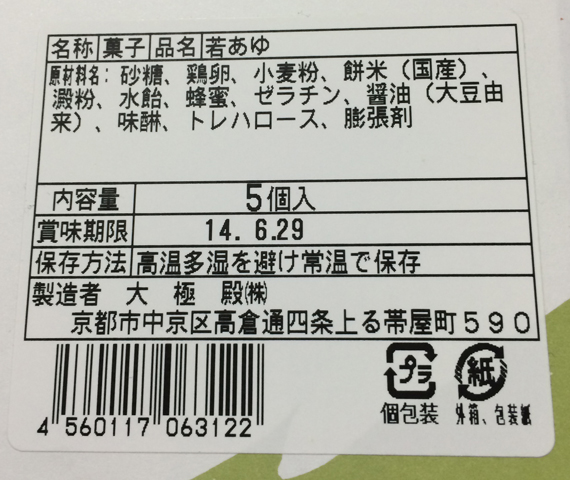 名称 菓子 品名 若あゆ
原材料名：砂糖、鶏卵、小麦粉、餅米（国産）、
澱粉、水飴、蜂蜜、ゼラチン、醤油（大豆由
来）、味醂、トレハロース、膨張剤
内容量 5個入
賞味期限 14. 6.29
保存方法 高温多湿を避け常温で保存
製造者 大極殿㈱
京都市中京区高倉通四条上る帯屋町５９０
4 560117 063122
プラ 紙
個包装 外箱、包装紙